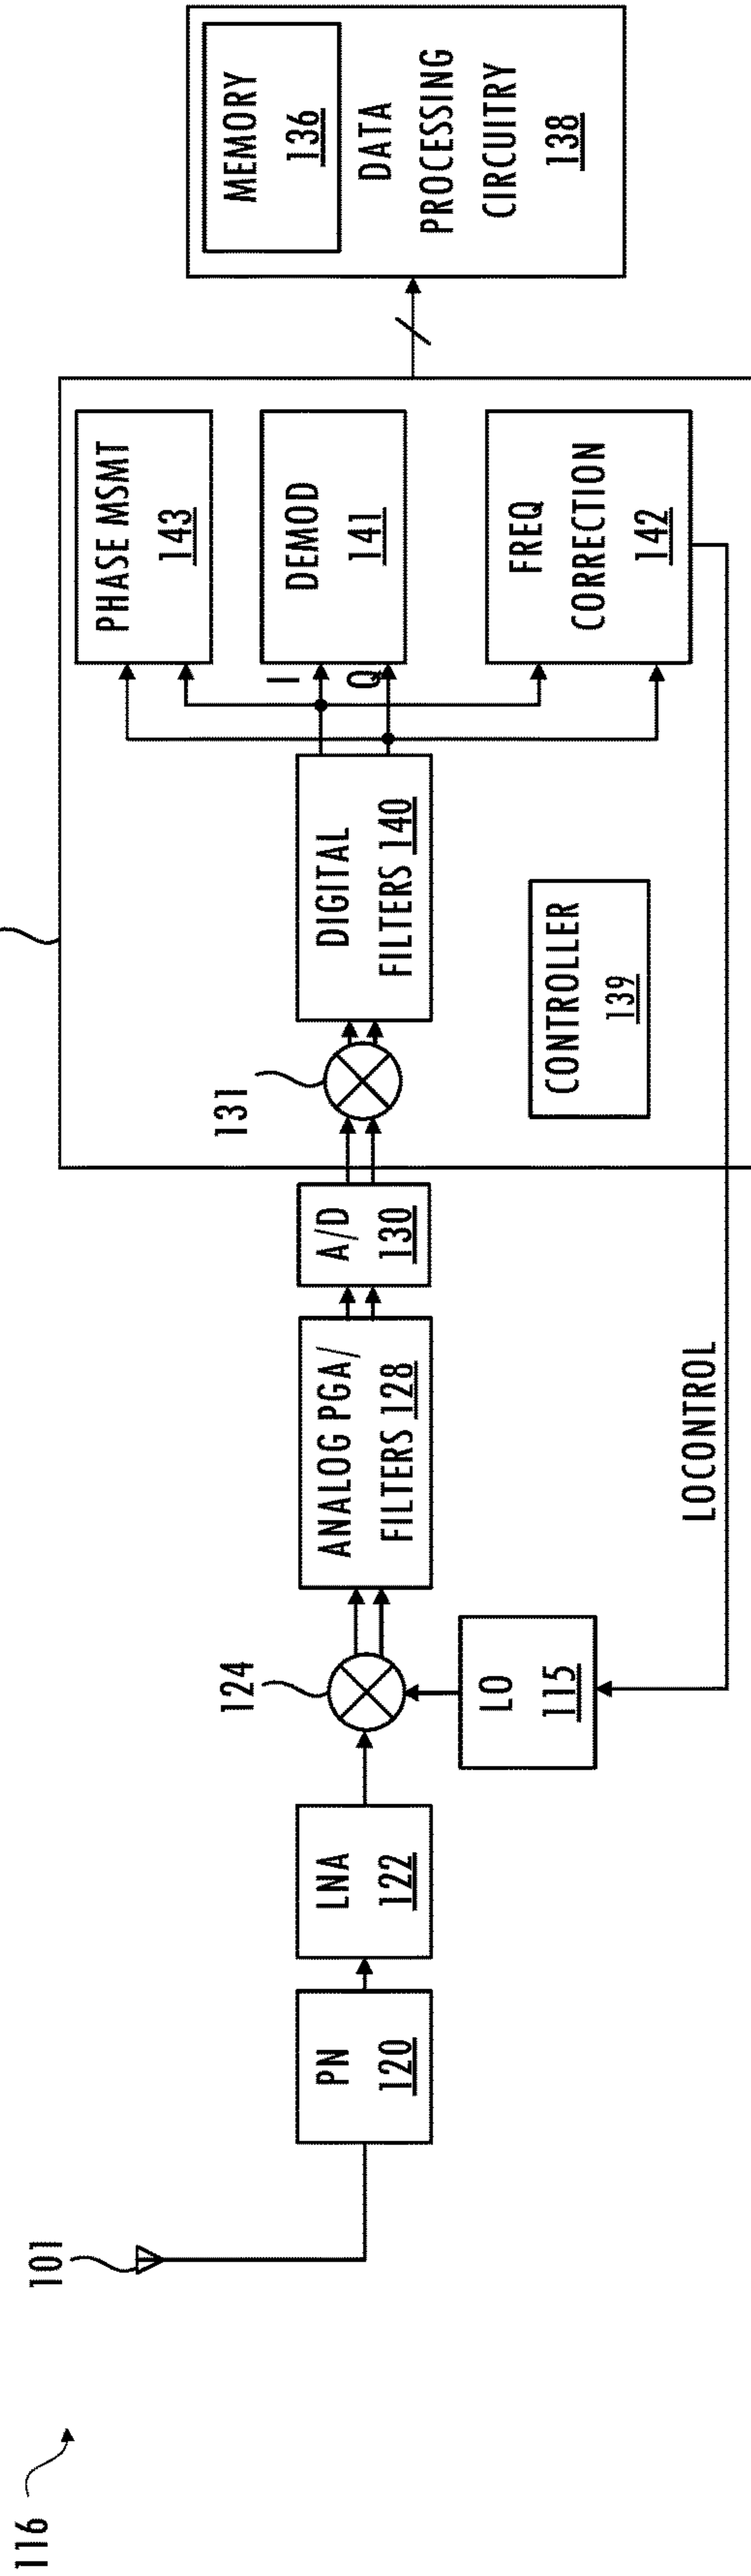 116
101
PN
120
LNA
122
124
LO
115
ANALOG PGA/
FILTERS 128
A/D
130
131
DIGITAL
FILTERS 140
I
Q
PHASE MSMT
143
DEMOD
141
FREQ
CORRECTION
142
CONTROLLER
139
LOCONTROL
MEMORY
136
DATA
PROCESSING
CIRCUITRY
138